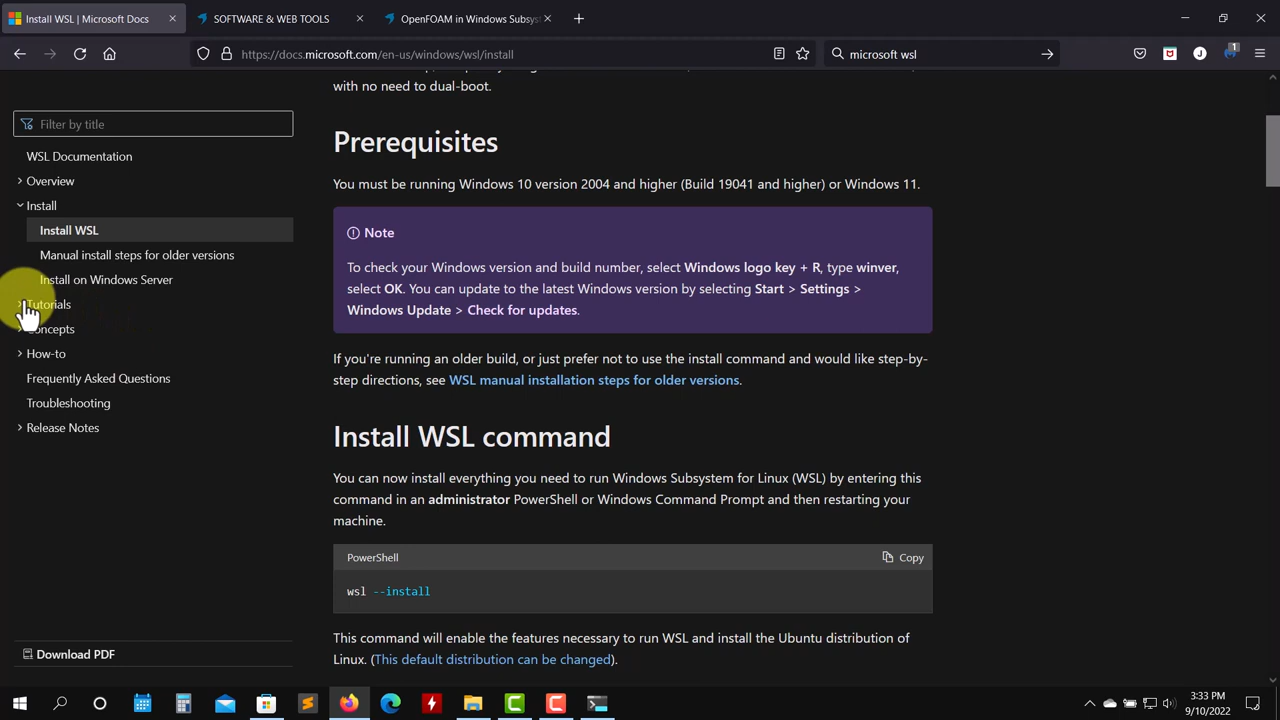 Install WSL | Microsoft Docs
SOFTWARE & WEB TOOLS
OpenFOAM in Windows Subsys
https://docs.microsoft.com/en-us/windows/wsl/install
microsoft wsl
J
1
with no need to dual-boot.
Filter by title
WSL Documentation
Overview
Install
Install WSL
Manual install steps for older versions
Install on Windows Server
Tutorials
Concepts
How-to
Frequently Asked Questions
Troubleshooting
Release Notes
Download PDF
Prerequisites
You must be running Windows 10 version 2004 and higher (Build 19041 and higher) or Windows 11.
Note
To check your Windows version and build number, select Windows logo key + R, type winver,
select OK. You can update to the latest Windows version by selecting Start > Settings >
Windows Update > Check for updates.
If you're running an older build, or just prefer not to use the install command and would like step-by-
step directions, see WSL manual installation steps for older versions.
Install WSL command
You can now install everything you need to run Windows Subsystem for Linux (WSL) by entering this
command in an administrator PowerShell or Windows Command Prompt and then restarting your
machine.
PowerShell
Copy
wsl --install
This command will enable the features necessary to run WSL and install the Ubuntu distribution of
Linux. (This default distribution can be changed).
3:33 PM
9/10/2022